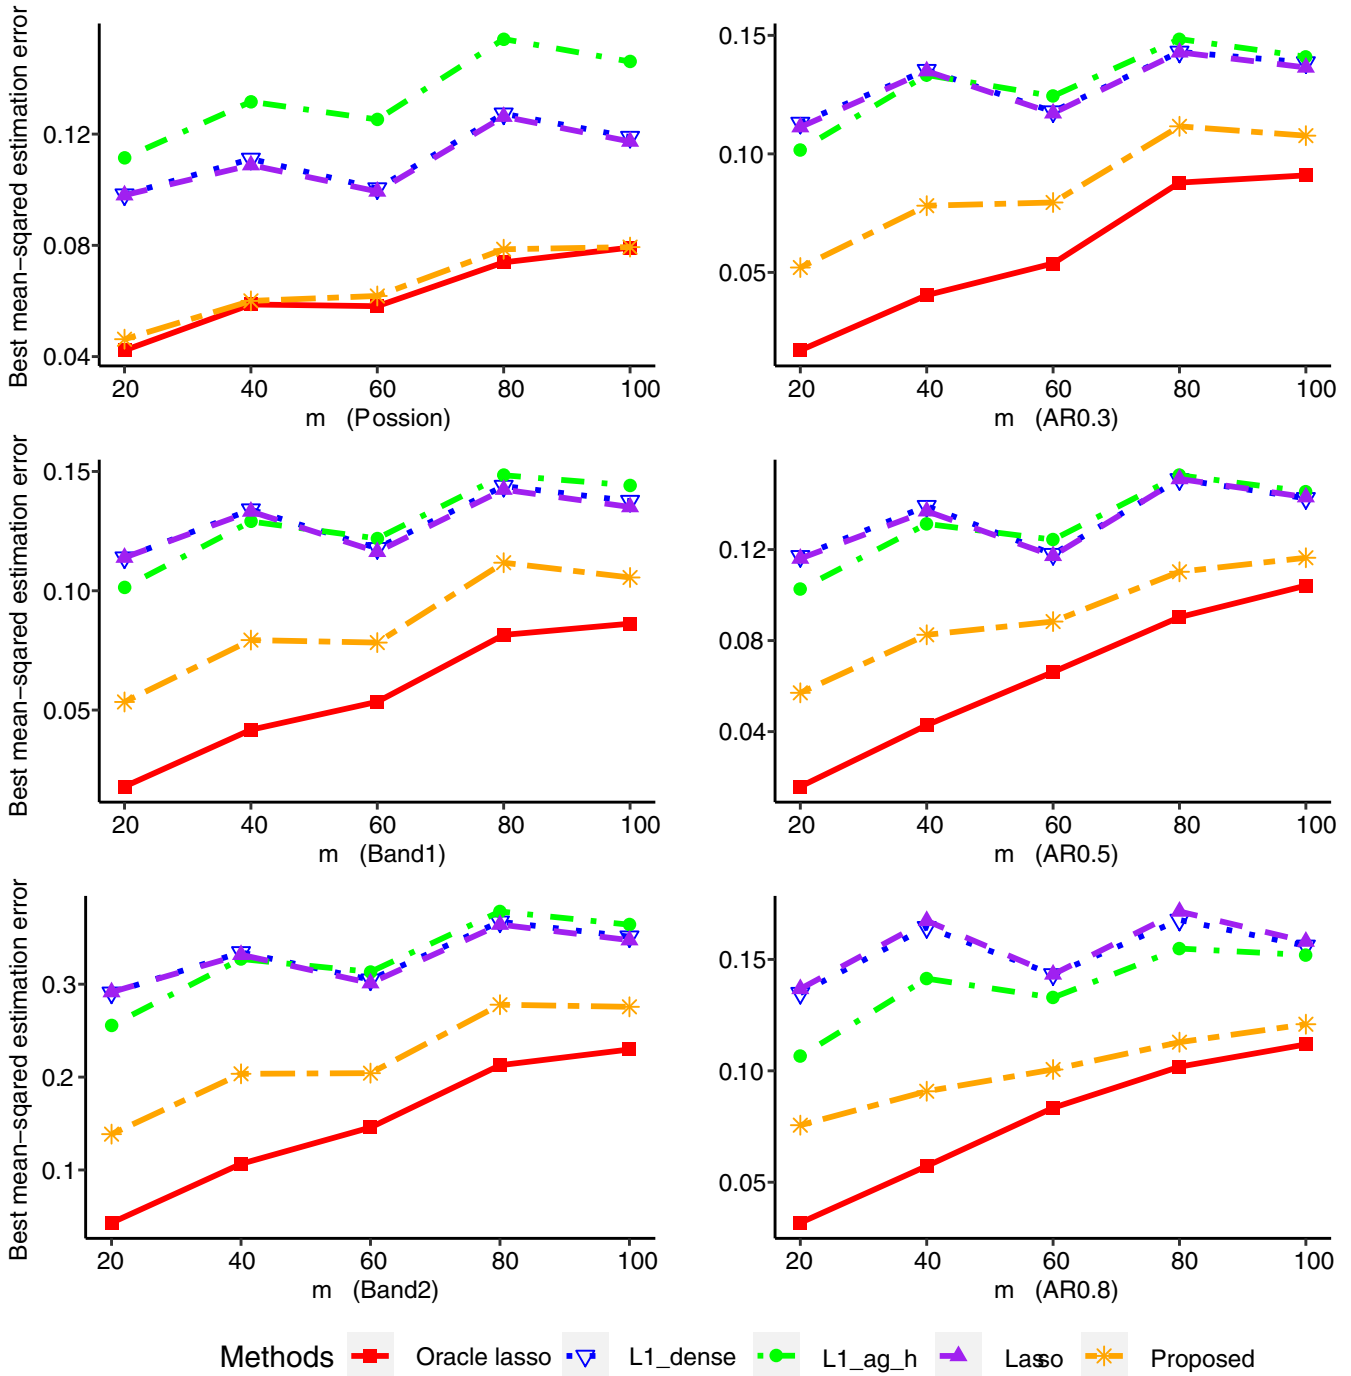 Best mean−sqared estimation error
0.12
0.08
0.04
20 40 60 80 100
m (Possion)
0.15
0.10
0.05
20 40 60 80 100
m (AR0.3)
Best mean−sqared estimation error
0.15
0.10
0.05
20 40 60 80 100
m (Band1)
0.12
0.08
0.04
20 40 60 80 100
m (AR0.5)
Best mean−sqared estimation error
0.3
0.2
0.1
20 40 60 80 100
m (Band2)
0.15
0.10
0.05
20 40 60 80 100
m (AR0.8)
Methods Oracle lasso L1_dense L1_ag_h Lasso Proposed